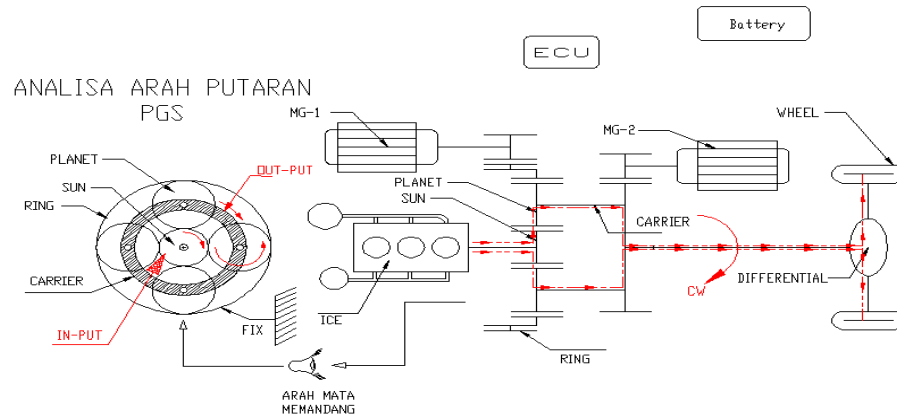 Battery
ECU
ANALISA ARAH PUTARAN
PGS
MG-1
WHEEL
MG-2
PLANET
OUT-PUT
SUN
RING
PLANET
SUN
CARRIER
CARRIER
DIFFERENTIAL
CW
FIX
ICE
IN-PUT
RING
ARAH MATA
MEMANDANG